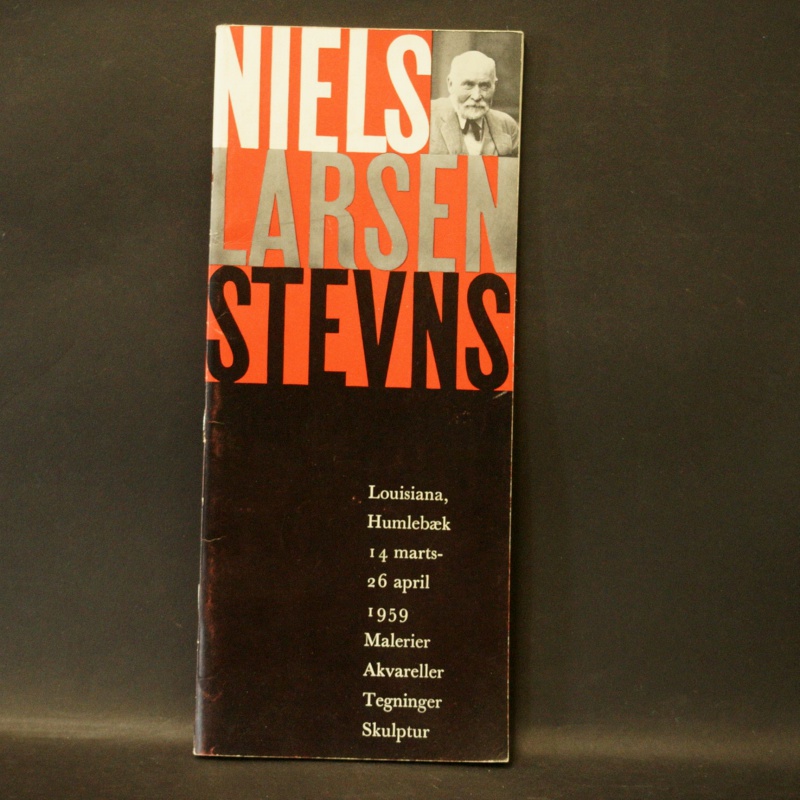 NIELS
LARSEN
STEVNS
Louisiana,
Humlebæk
14 marts-
26 april
1959
Malerier
Akvareller
Tegninger
Skulptur